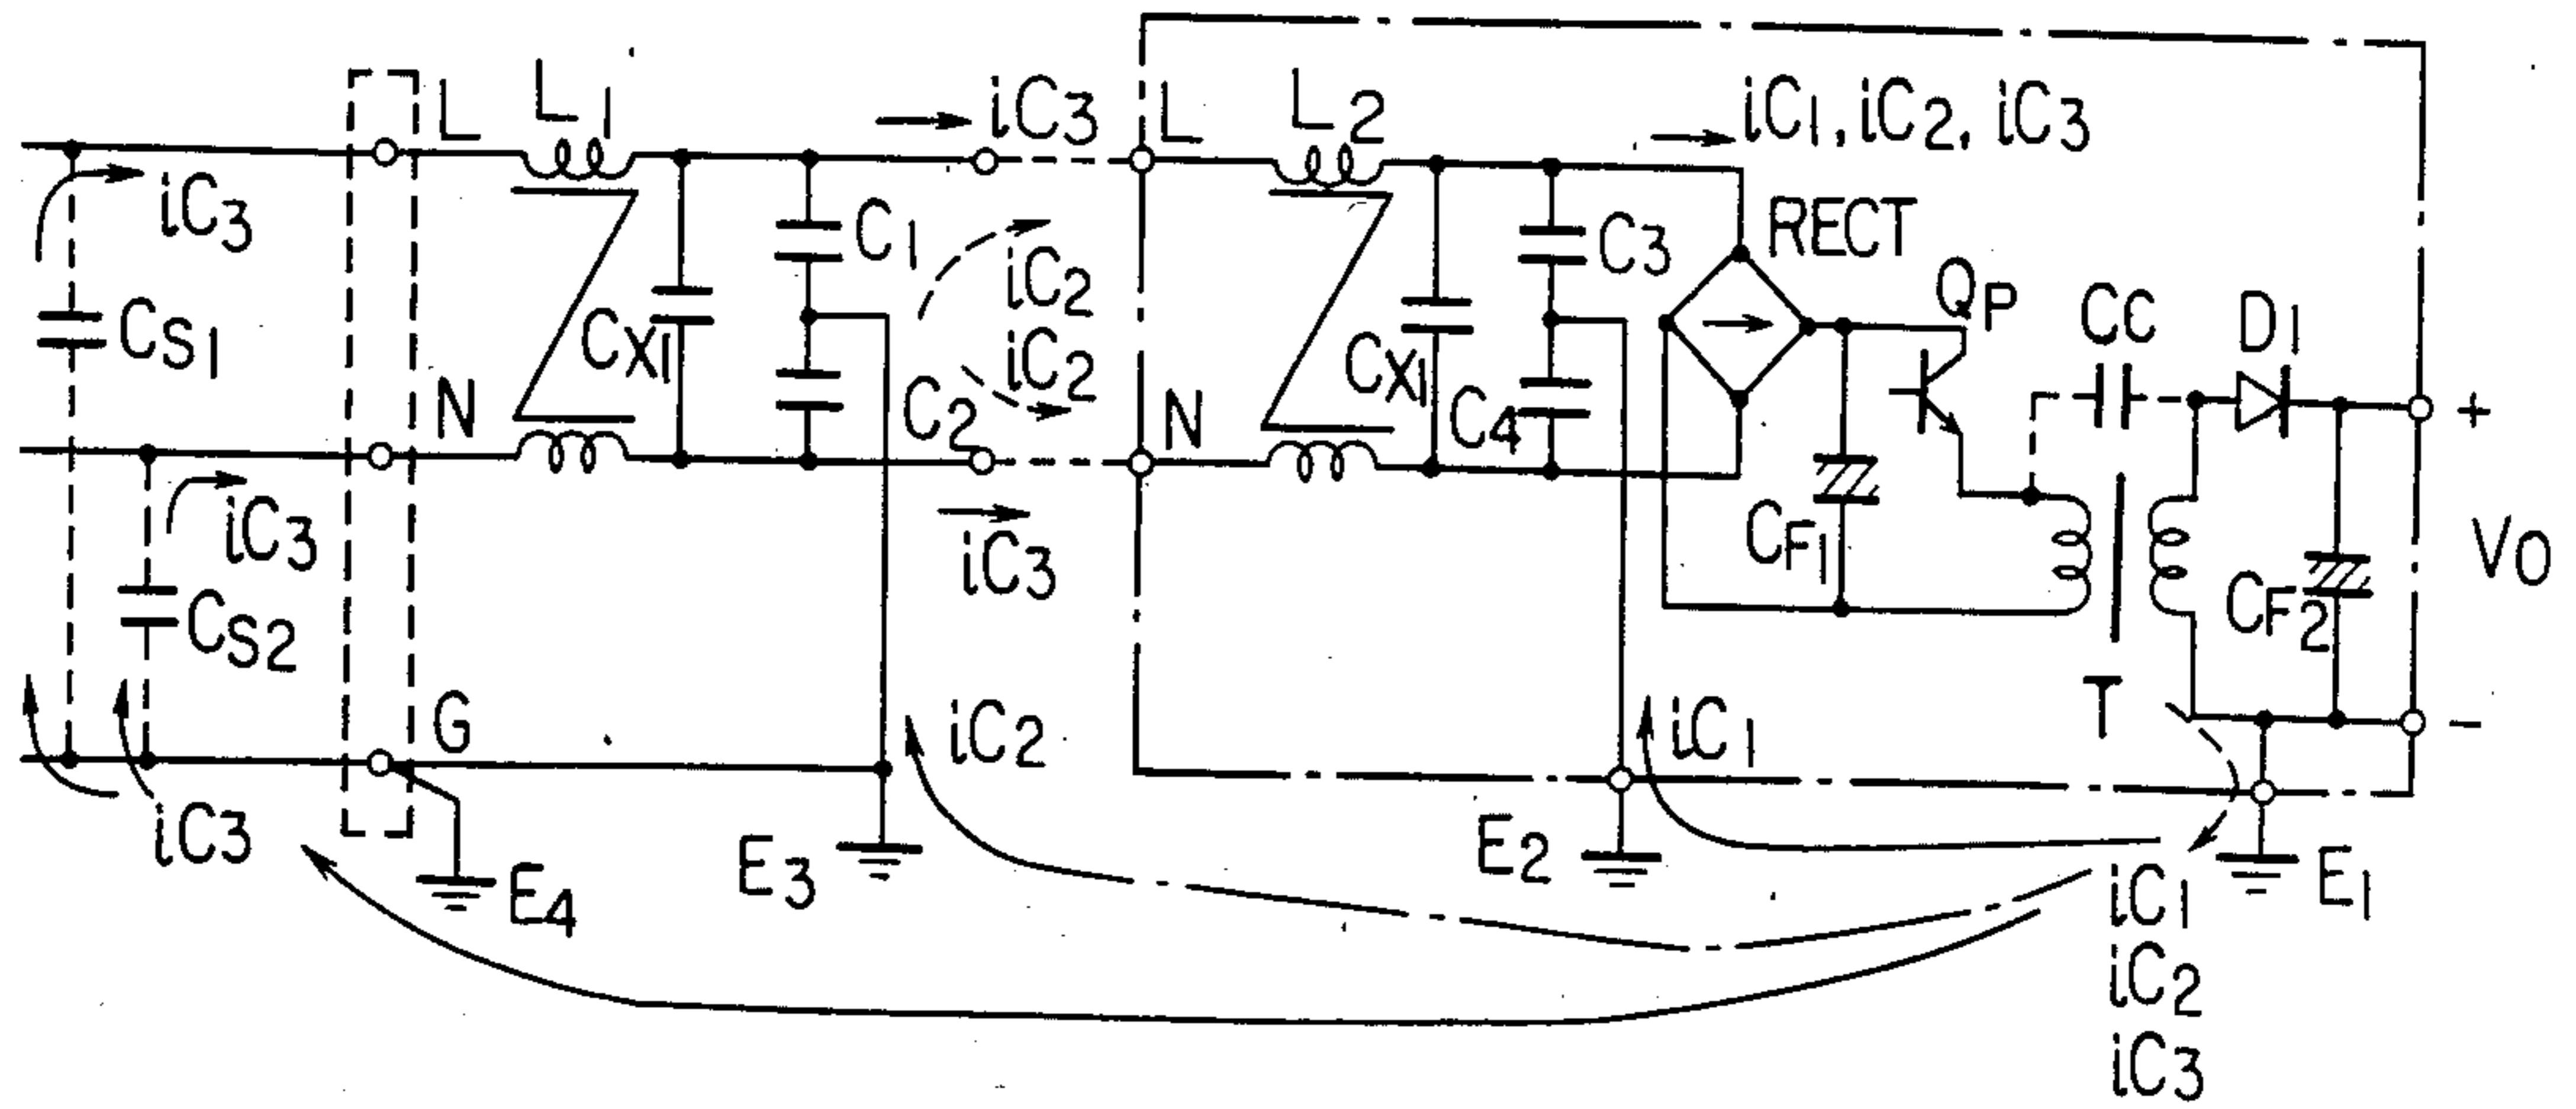 L
L1
iC3
L
L2
iC1, iC2, iC3
iC3
CS1
CX1
C1
iC2
iC2
CX1
C3
C4
RECT
QP
CC
D1
+
N
C2
N
iC3
CS2
iC3
CF1
CF2
VO
T
-
G
iC3
iC2
iC1
E4
E3
E2
E1
iC1
iC2
iC3